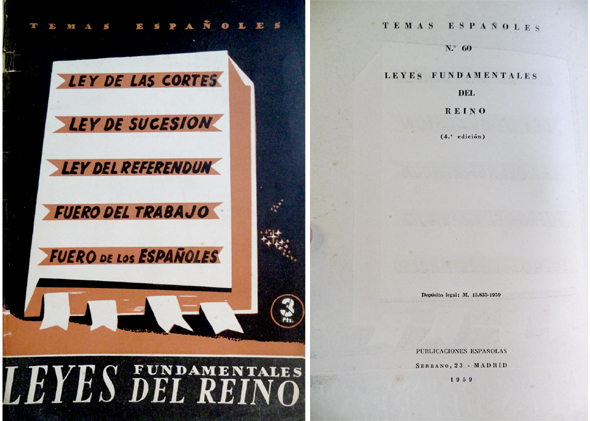 TEMAS ESPAÑOLES
LEY DE LAS CORTES
LEY DE SUCESION
LEY DEL REFERENDUN
FUERO DEL TRABAJO
FUERO DE LOS ESPAÑOLES
3
Pts.
LEYES FUNDAMENTALES
DEL REINO
TEMAS ESPAÑOLES
N.º 60
LEYES FUNDAMENTALES
DEL
REINO
(4.ª edición)
Depósito legal: M. 15.855-1959
PUBLICACIONES ESPAÑOLAS
SERRANO, 23 - MADRID
1959